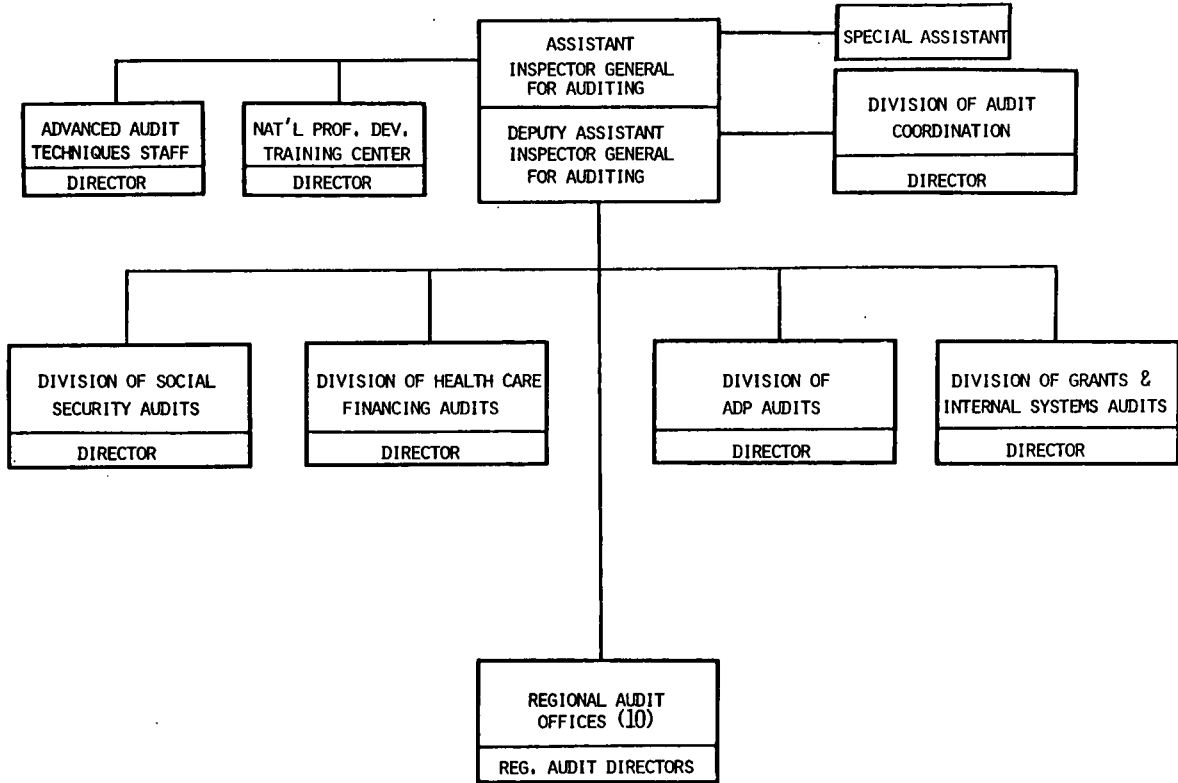 ASSISTANT
INSPECTOR GENERAL
FOR AUDITING
DEPUTY ASSISTANT
INSPECTOR GENERAL
FOR AUDITING
SPECIAL ASSISTANT
DIVISION OF AUDIT
COORDINATION
DIRECTOR
ADVANCED AUDIT
TECHNIQUES STAFF
DIRECTOR
NAT'L PROF. DEV.
TRAINING CENTER
DIRECTOR
DIVISION OF SOCIAL
SECURITY AUDITS
DIRECTOR
DIVISION OF HEALTH CARE
FINANCING AUDITS
DIRECTOR
DIVISION OF
ADP AUDITS
DIRECTOR
DIVISION OF GRANTS &
INTERNAL SYSTEMS AUDITS
DIRECTOR
REGIONAL AUDIT
OFFICES (10)
REG. AUDIT DIRECTORS